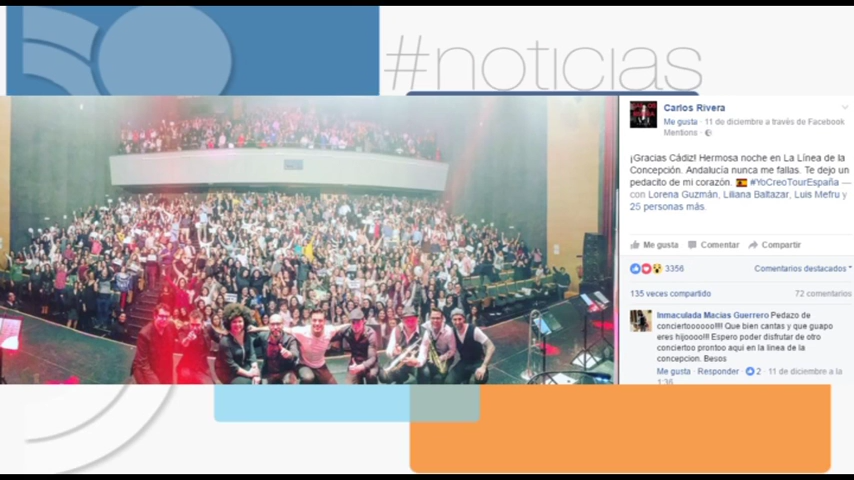 #noticias
Carlos Rivera
Me gusta · 11 de diciembre a través de Facebook
Mentions ·
¡Gracias Cádiz! Hermosa noche en La Línea de la
Concepción. Andalucía nunca me fallas. Te dejo un
pedacito de mi corazón. 🇪🇸 #YoCreoTourEspaña —
con Lorena Guzmán, Liliana Baltazar, Luis Mefru y
25 personas más.
Me gusta Comentar Compartir
3356 Comentarios destacados
135 veces compartido 72 comentarios
Inmaculada Macias Guerrero Pedazo de
conciertoooooo!!!! Que bien cantas y que guapo
eres hijoooo!!! Espero poder disfrutar de otro
conciertoo prontoo aqui en la linea de la
concepcion. Besos
Me gusta · Responder · 2 · 11 de diciembre a la
1:36